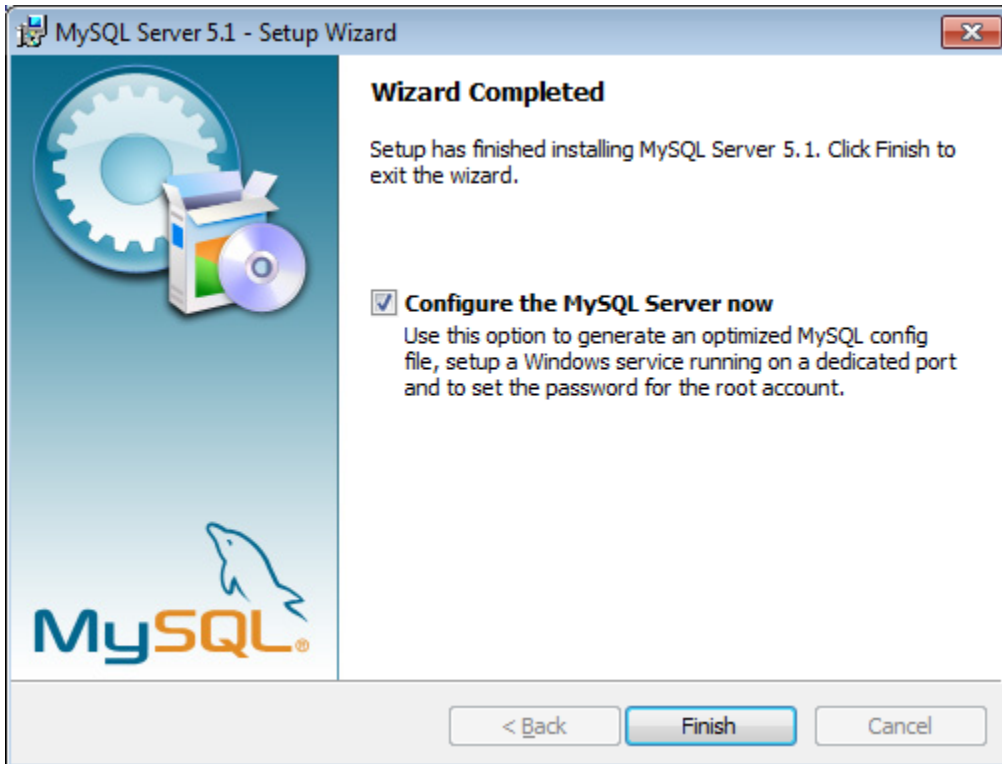 MySQL Server 5.1 - Setup Wizard
Wizard Completed
Setup has finished installing MySQL Server 5.1. Click Finish to
exit the wizard.
Configure the MySQL Server now
Use this option to generate an optimized MySQL config
file, setup a Windows service running on a dedicated port
and to set the password for the root account.
MySQL®
< Back
Finish
Cancel